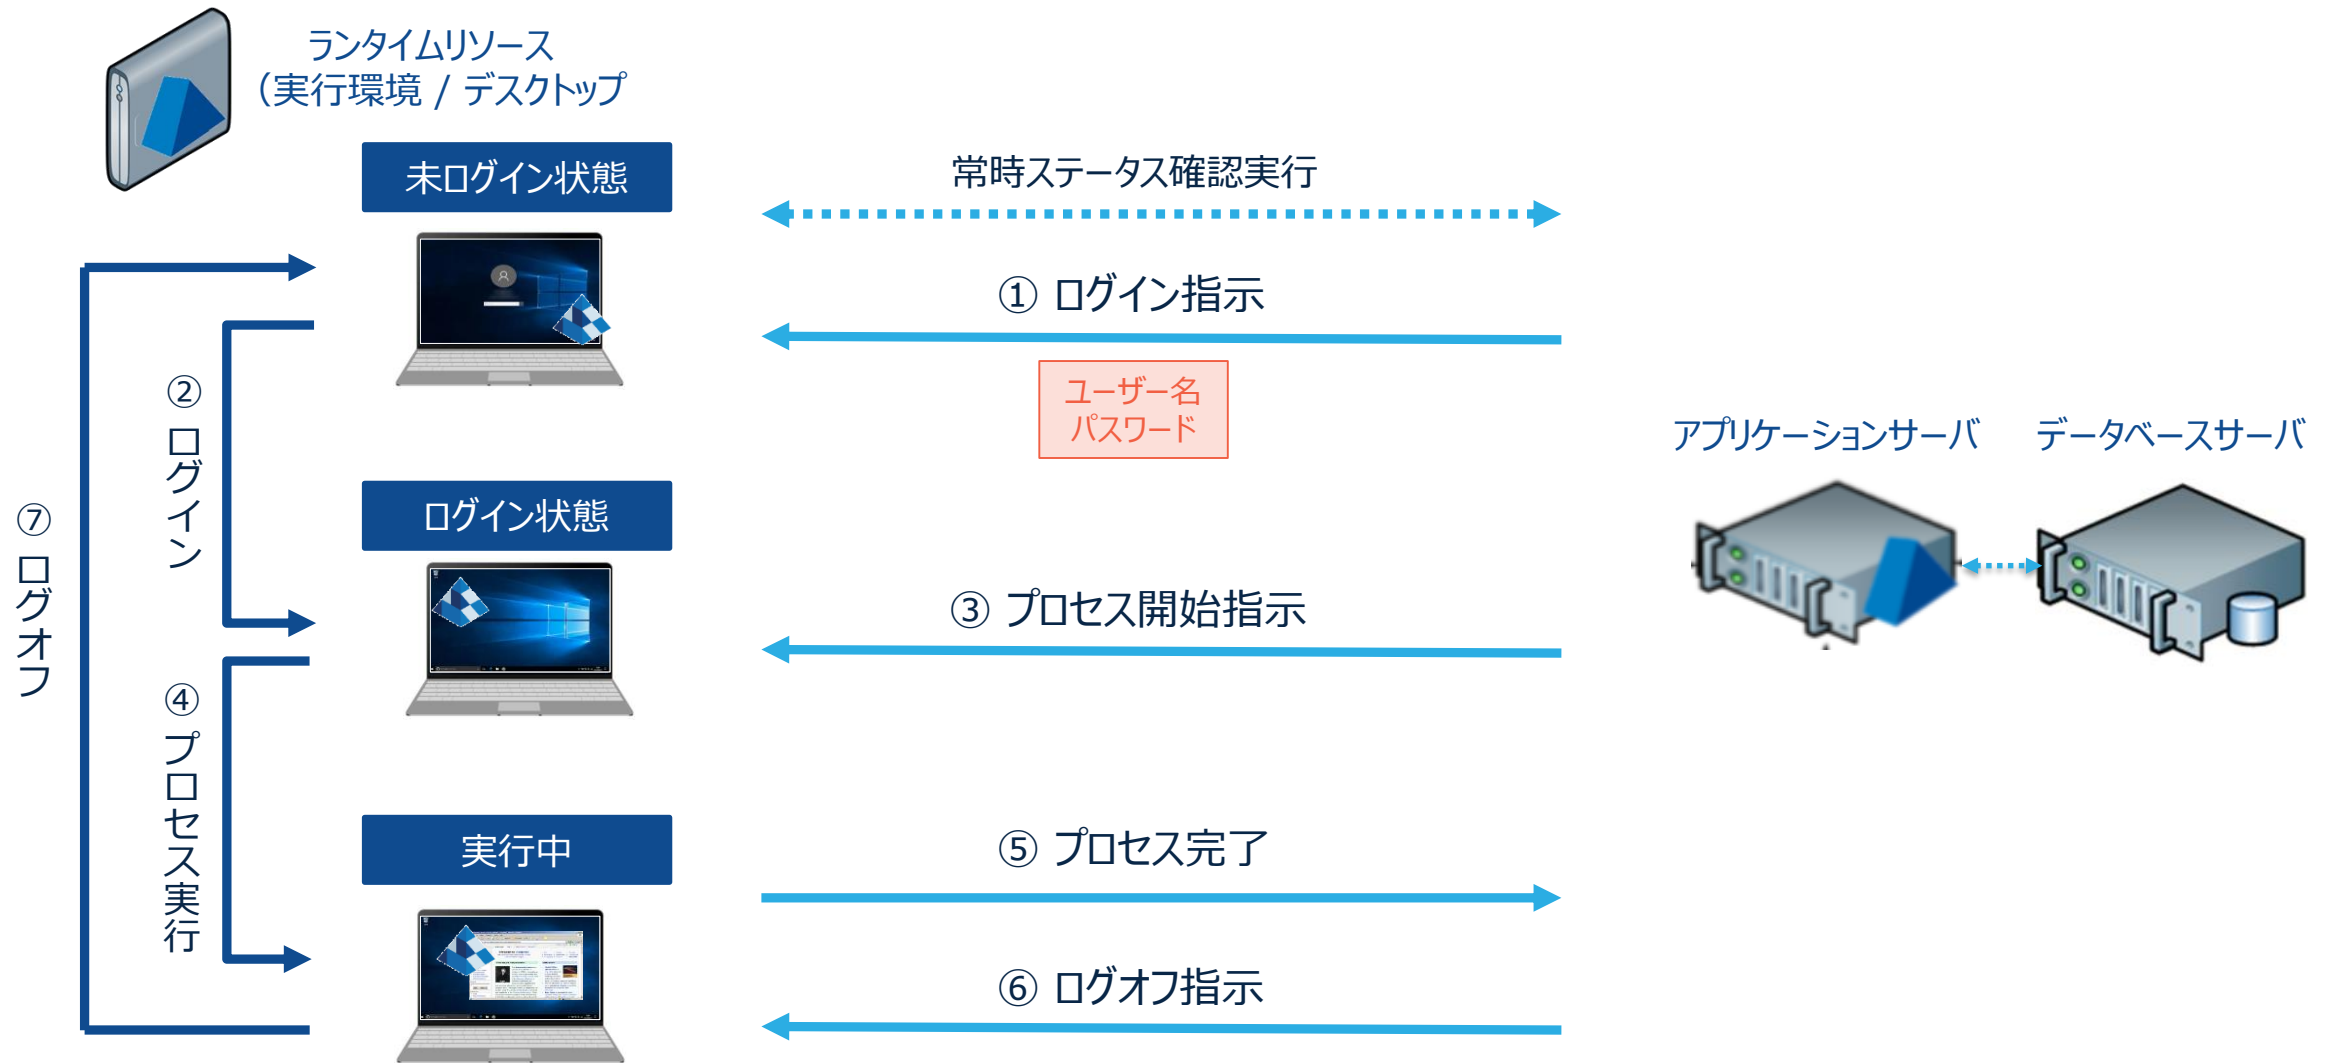 ランタイムリソース
（実行環境 / デスクトップ
未ログイン状態
常時ステータス確認実行
① ログイン指示
ユーザー名
パスワード
② ログイン
アプリケーションサーバ
データベースサーバ
ログイン状態
⑦ ログオフ
③ プロセス開始指示
④ プロセス実行
実行中
⑤ プロセス完了
⑥ ログオフ指示